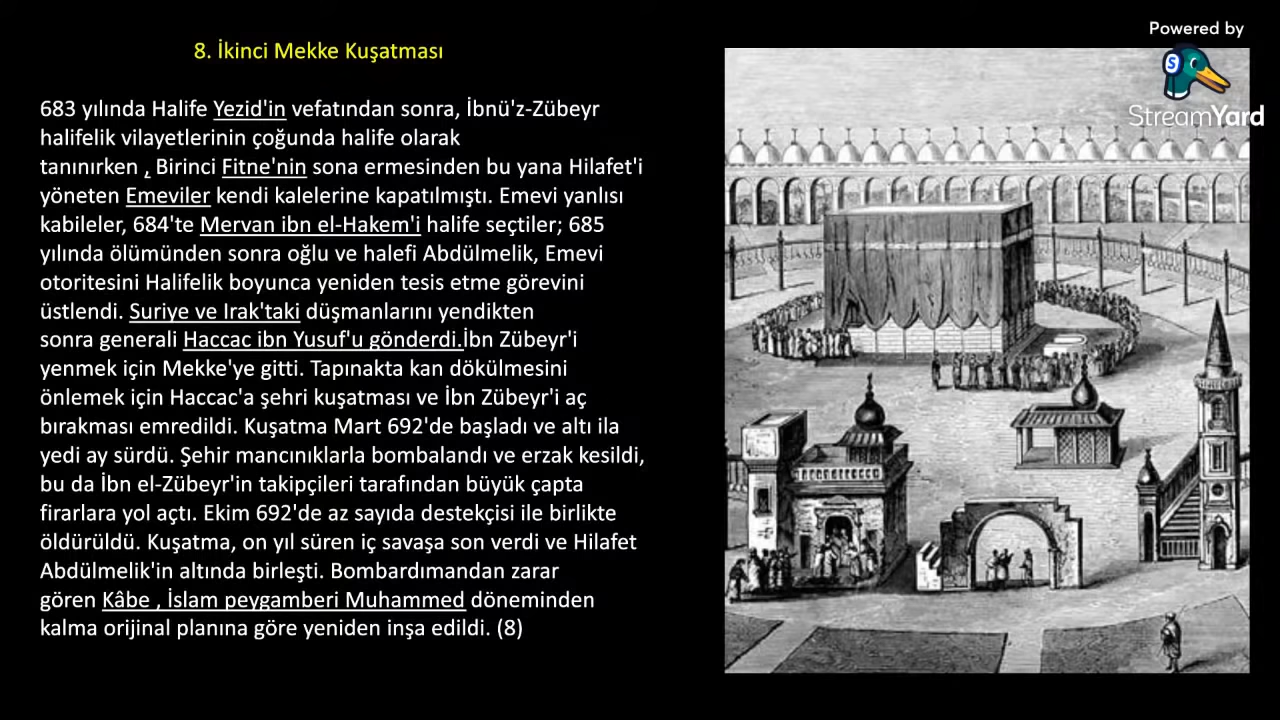 8. İkinci Mekke Kuşatması
683 yılında Halife Yezid'in vefatından sonra, İbnü'z-Zübeyr
halifelik vilayetlerinin çoğunda halife olarak
tanınırken , Birinci Fitne'nin sona ermesinden bu yana Hilafet'i
yöneten Emeviler kendi kalelerine kapatılmıştı. Emevi yanlısı
kabileler, 684'te Mervan ibn el-Hakem'i halife seçtiler; 685
yılında ölümünden sonra oğlu ve halefi Abdülmelik, Emevi
otoritesini Halifelik boyunca yeniden tesis etme görevini
üstlendi. Suriye ve Irak'taki düşmanlarını yendikten
sonra generali Haccac ibn Yusuf'u gönderdi.İbn Zübeyr'i
yenmek için Mekke'ye gitti. Tapınakta kan dökülmesini
önlemek için Haccac'a şehri kuşatması ve İbn Zübeyr'i aç
bırakması emredildi. Kuşatma Mart 692'de başladı ve altı ila
yedi ay sürdü. Şehir mancınıklarla bombalandı ve erzak kesildi,
bu da İbn el-Zübeyr'in takipçileri tarafından büyük çapta
firarlara yol açtı. Ekim 692'de az sayıda destekçisi ile birlikte
öldürüldü. Kuşatma, on yıl süren iç savaşa son verdi ve Hilafet
Abdülmelik'in altında birleşti. Bombardımandan zarar
gören Kâbe , İslam peygamberi Muhammed döneminden
kalma orijinal planına göre yeniden inşa edildi. (8)
Powered by
S
StreamYard